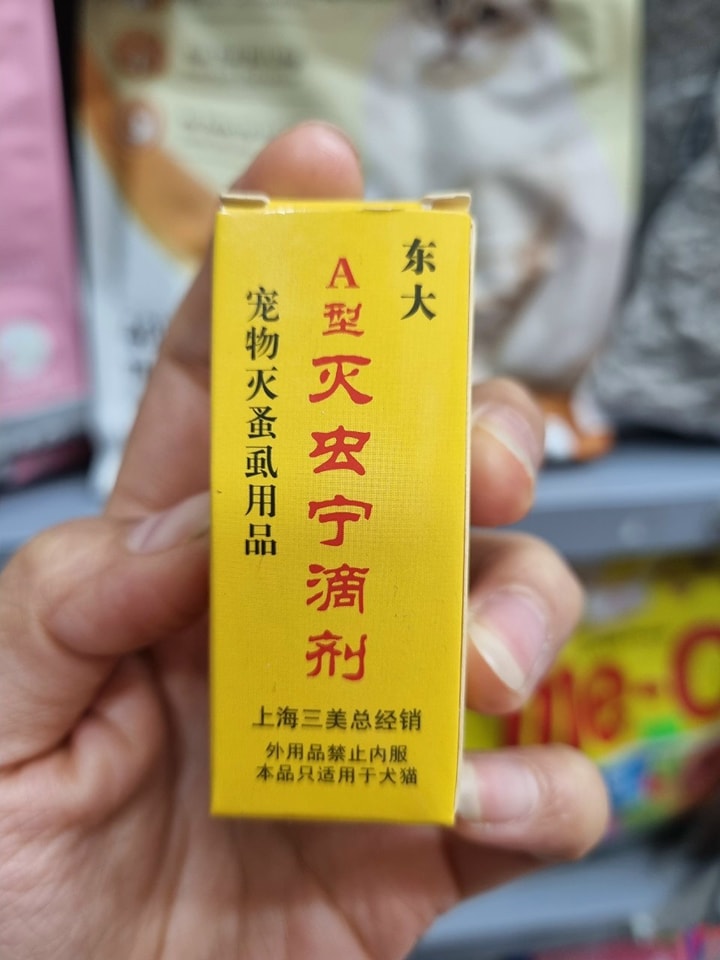 东大
A型灭虫宁滴剂
宠物灭蚤虱用品
上海三美总经销
外用品禁止内服
本品只适用于犬猫
me-O